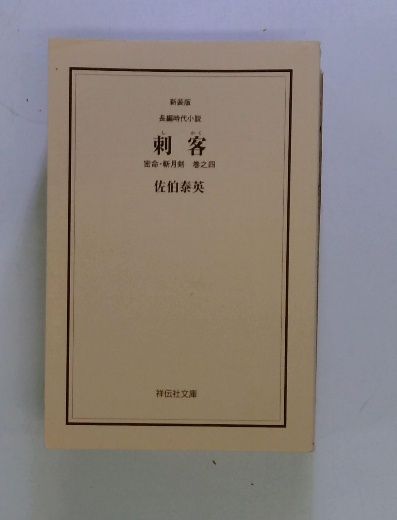 新装版
長編時代小説
しかく
刺客
密命・斬月剣 巻之四
佐伯泰英
祥伝社文庫